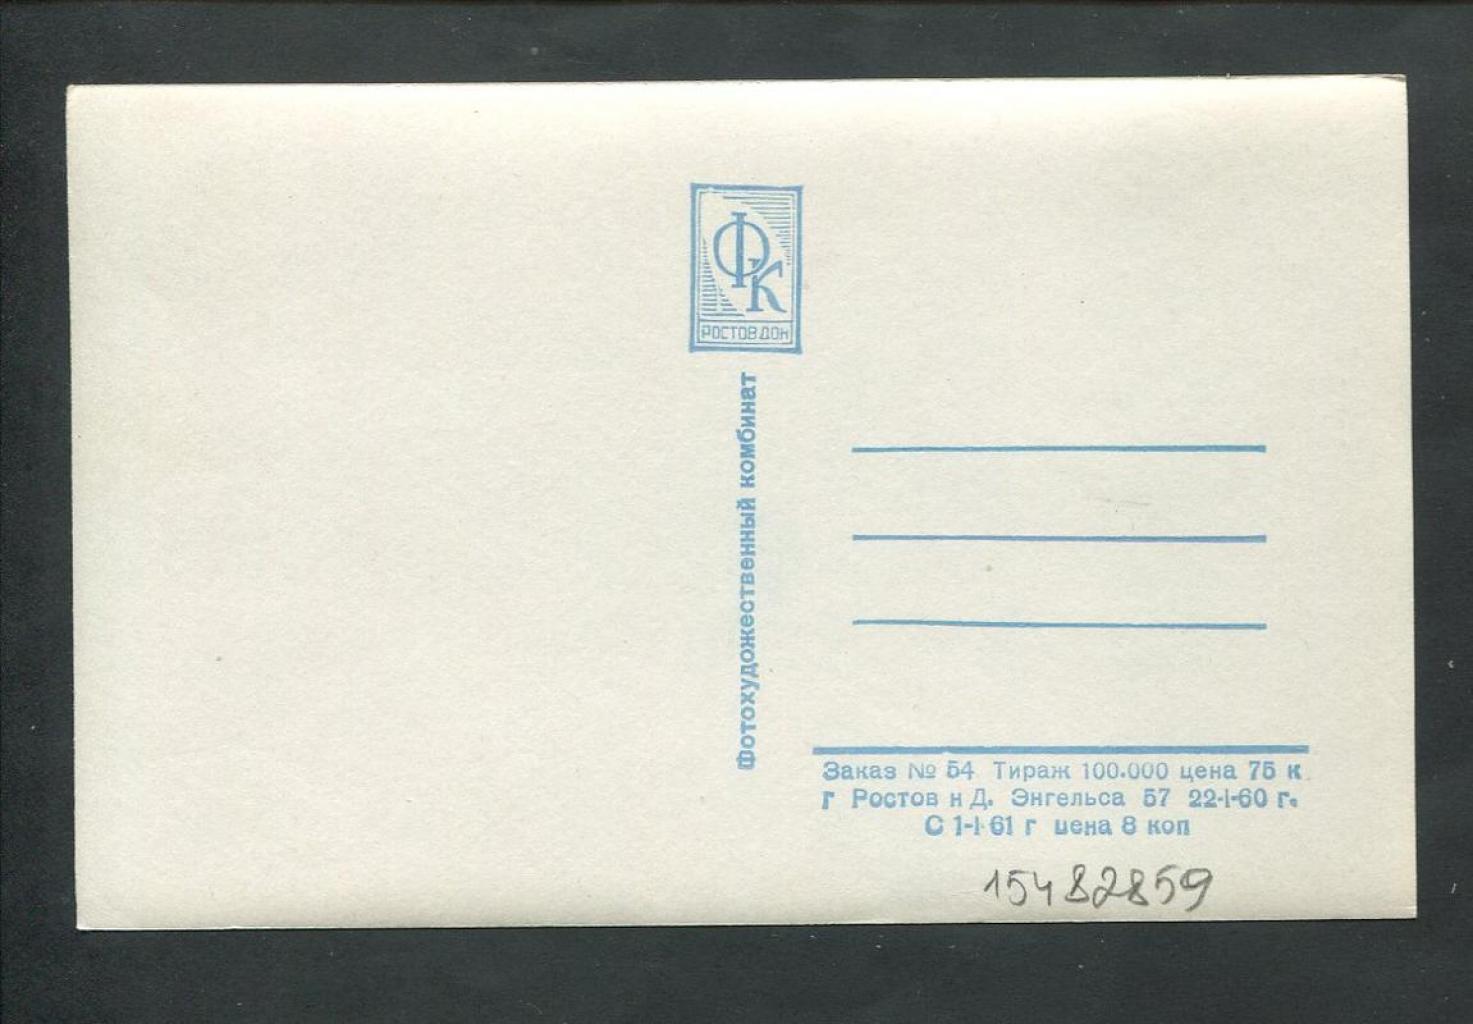 ФК
РОСТОВ ДОН
Фотохудожественный комбинат
Заказ № 54 Тираж 100.000 цена 75 к
г Ростов н Д. Энгельса 57 22-I-60 г.
С 1-I-61 г цена 8 коп
15482859